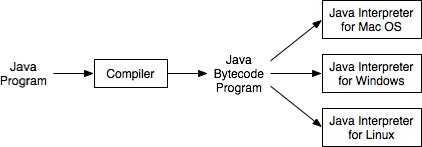 Java
Program
Compiler
Java
Bytecode
Program
Java Interpreter
for Mac OS
Java Interpreter
for Windows
Java Interpreter
for Linux